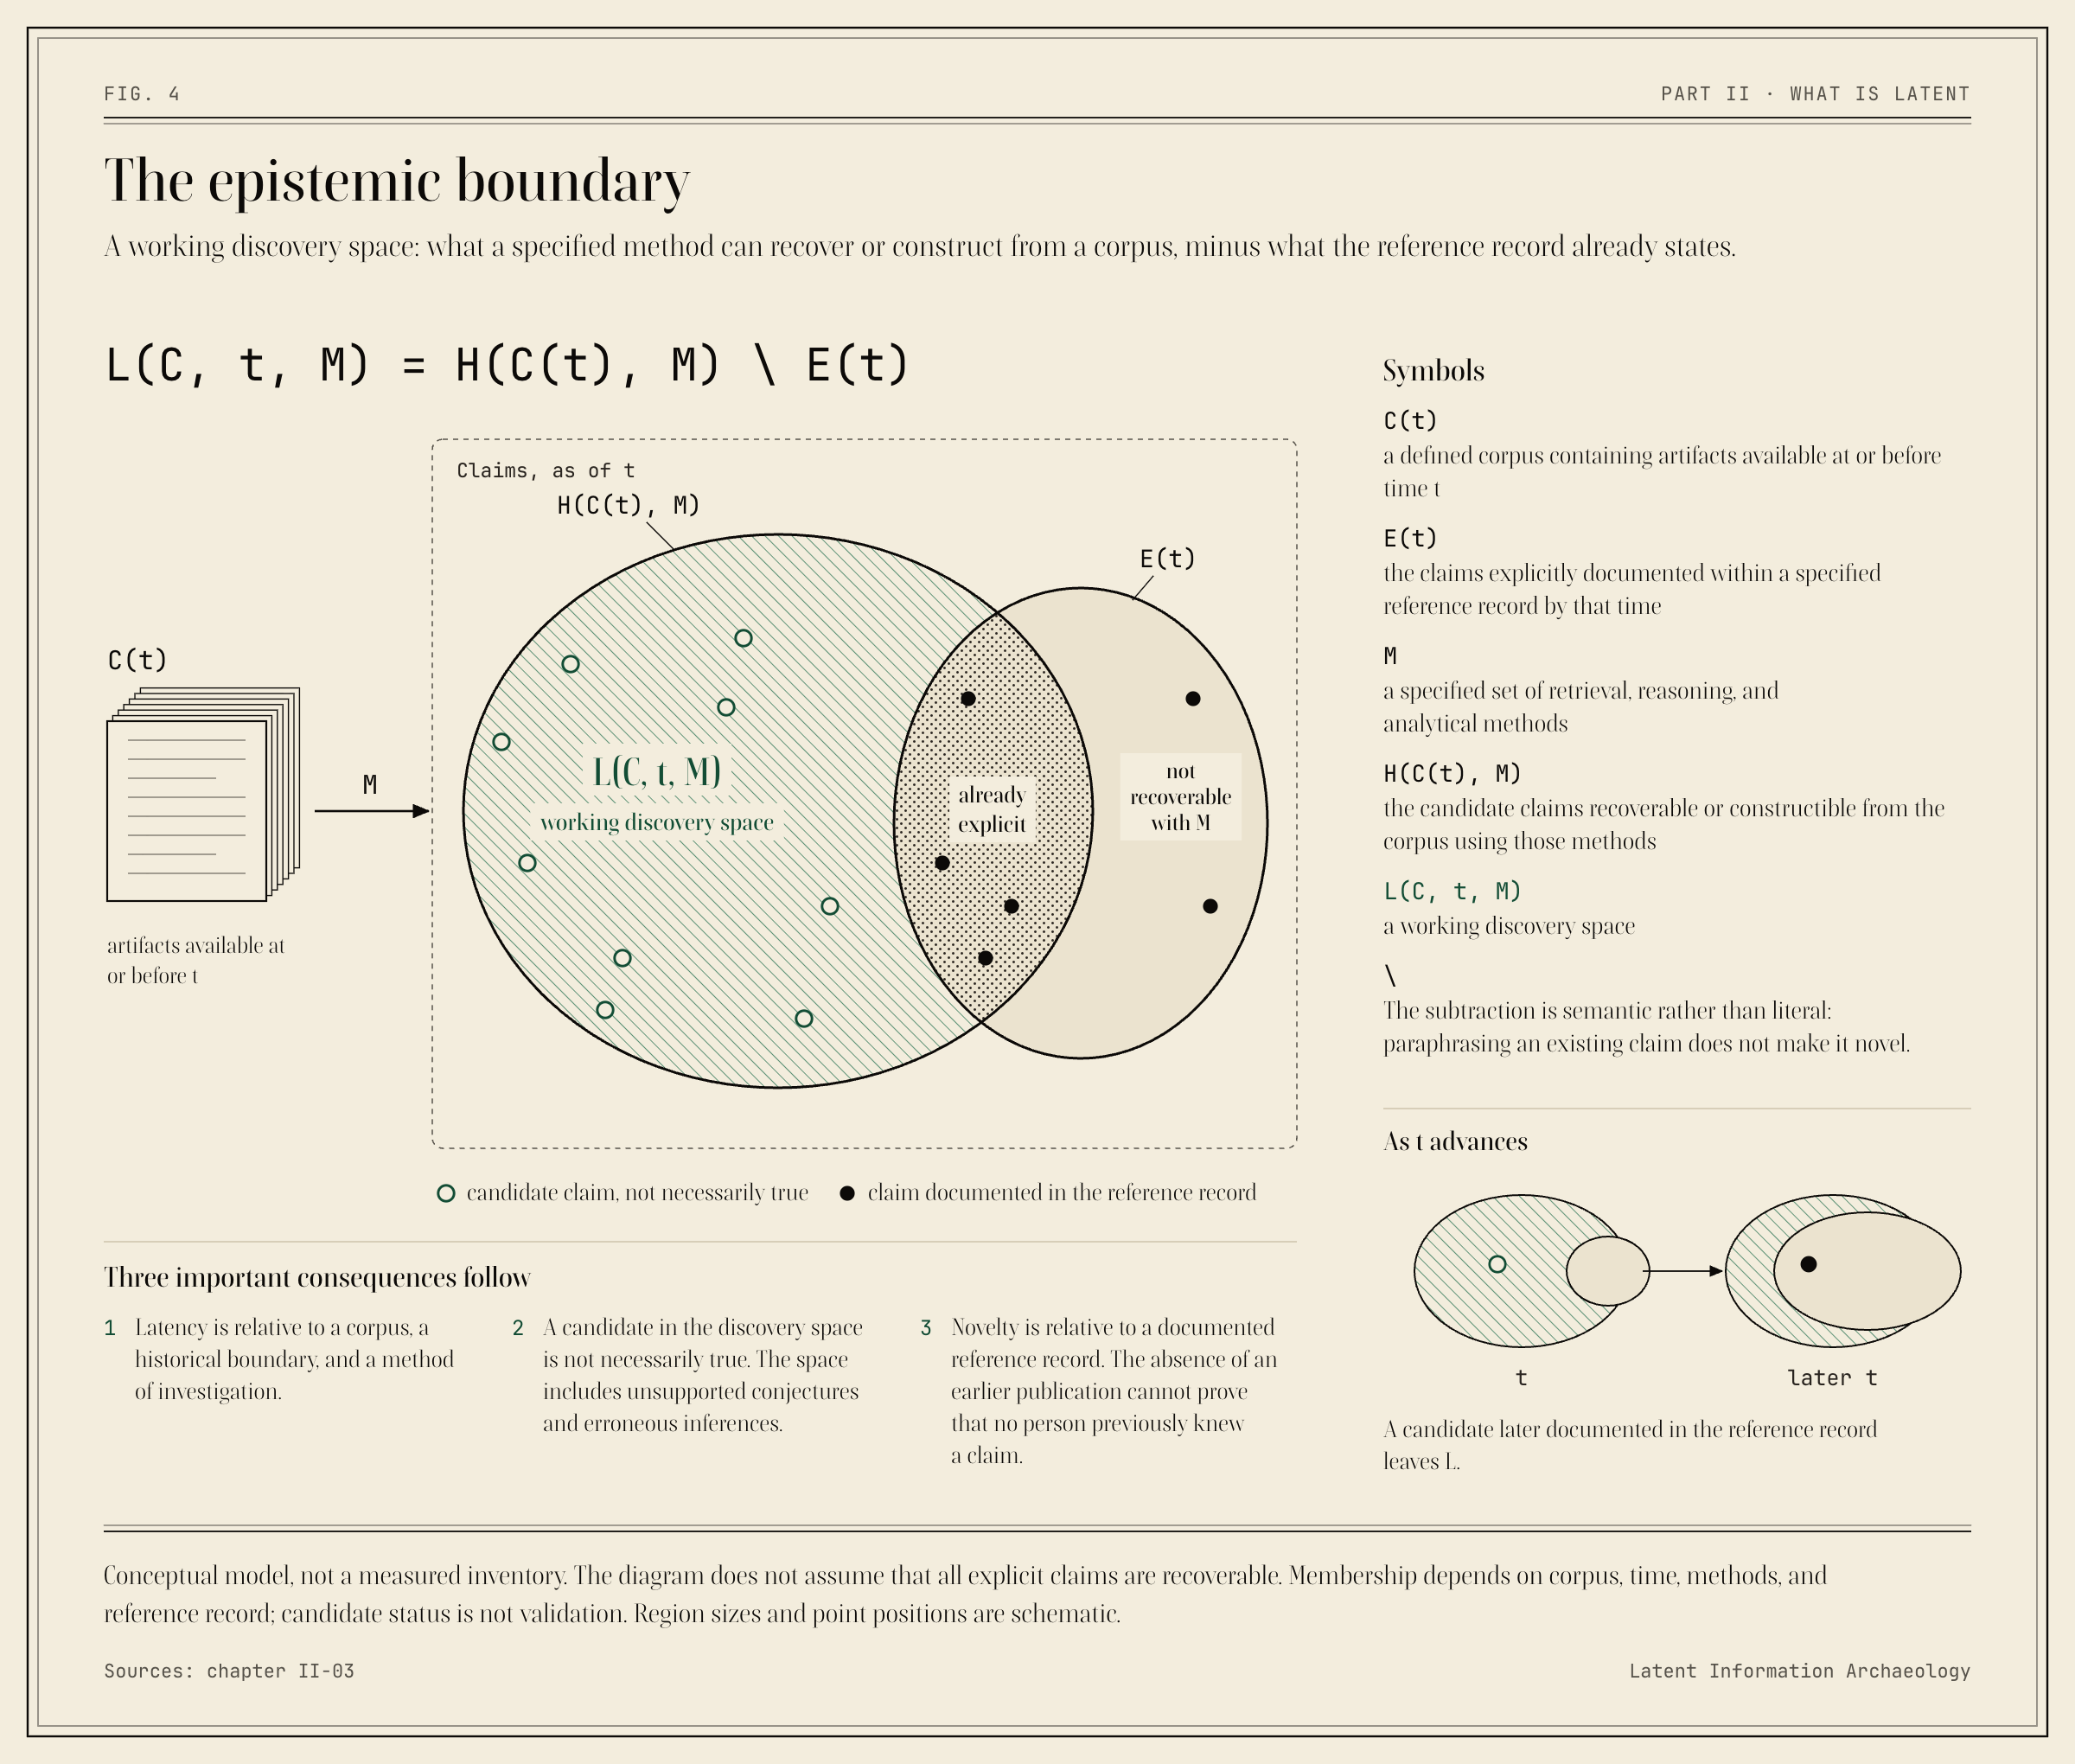 FIG. 4
PART II · WHAT IS LATENT
The epistemic boundary
A working discovery space: what a specified method can recover or construct from a corpus, minus what the reference record already states.
L(C, t, M) = H(C(t), M) \ E(t)
Claims, as of t
H(C(t), M)
E(t)
C(t)
M
artifacts available at
or before t
L(C, t, M)
working discovery space
already
explicit
not
recoverable
with M
candidate claim, not necessarily true
claim documented in the reference record
Symbols
C(t)
a defined corpus containing artifacts available at or before
time t
E(t)
the claims explicitly documented within a specified
reference record by that time
M
a specified set of retrieval, reasoning, and
analytical methods
H(C(t), M)
the candidate claims recoverable or constructible from the
corpus using those methods
L(C, t, M)
a working discovery space
\
The subtraction is semantic rather than literal:
paraphrasing an existing claim does not make it novel.
As t advances
t
later t
A candidate later documented in the reference record
leaves L.
Three important consequences follow
1
Latency is relative to a corpus, a
historical boundary, and a method
of investigation.
2
A candidate in the discovery space
is not necessarily true. The space
includes unsupported conjectures
and erroneous inferences.
3
Novelty is relative to a documented
reference record. The absence of an
earlier publication cannot prove
that no person previously knew
a claim.
Conceptual model, not a measured inventory. The diagram does not assume that all explicit claims are recoverable. Membership depends on corpus, time, methods, and
reference record; candidate status is not validation. Region sizes and point positions are schematic.
Sources: chapter II-03
Latent Information Archaeology